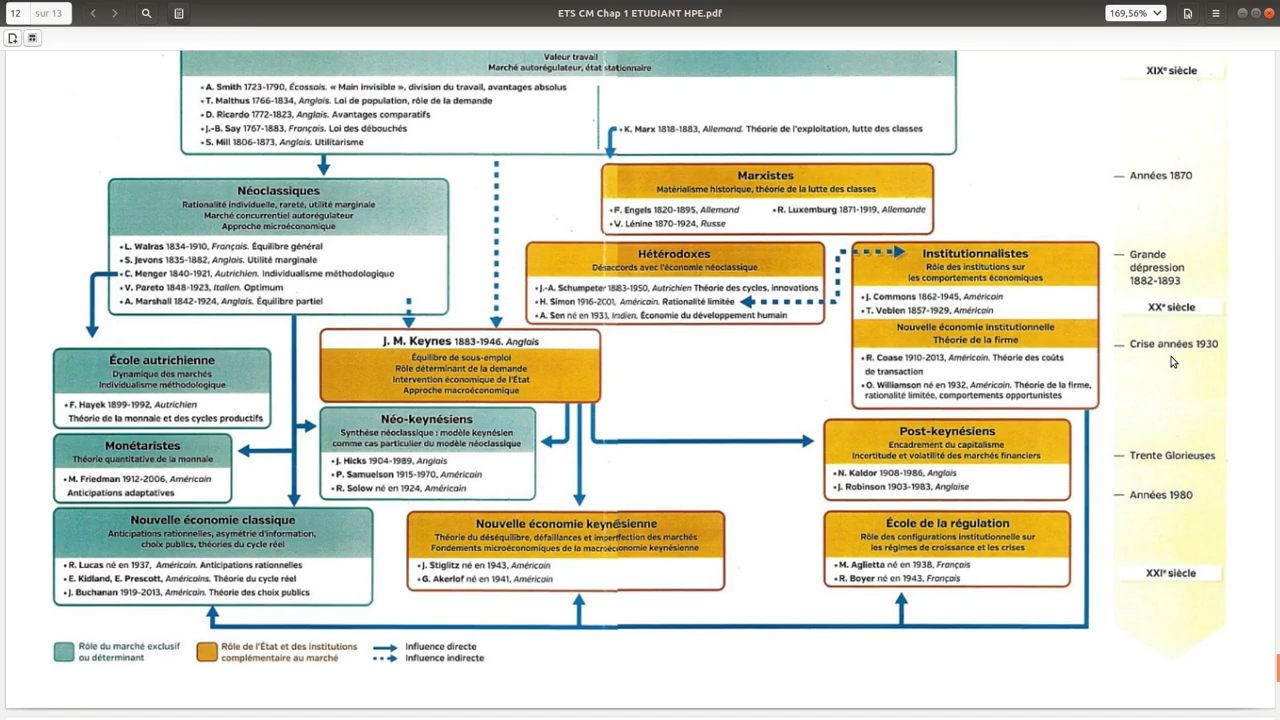 12 sur 13
ETS CM Chap 1 ETUDIANT HPE.pdf
169,56%
Valeur travail
Marché autorégulateur, état stationnaire
• A. Smith 1723-1790, Écossais. « Main invisible », division du travail, avantages absolus
• T. Malthus 1766-1834, Anglais. Loi de population, rôle de la demande
• D. Ricardo 1772-1823, Anglais. Avantages comparatifs
• J.-B. Say 1767-1883, Français. Loi des débouchés
• S. Mill 1806-1873, Anglais. Utilitarisme
• K. Marx 1818-1883, Allemand. Théorie de l'exploitation, lutte des classes
Marxistes
Matérialisme historique, théorie de la lutte des classes
• F. Engels 1820-1895, Allemand
• R. Luxemburg 1871-1919, Allemande
• V. Lénine 1870-1924, Russe
Néoclassiques
Rationalité individuelle, rareté, utilité marginale
Marché concurrentiel autorégulateur
Approche microéconomique
• L. Walras 1834-1910, Français. Équilibre général
• S. Jevons 1835-1882, Anglais. Utilité marginale
• C. Menger 1840-1921, Autrichien. Individualisme méthodologique
• V. Pareto 1848-1923, Italien. Optimum
• A. Marshall 1842-1924, Anglais. Équilibre partiel
Hétérodoxes
Désaccords avec l'économie néoclassique
• J.-A. Schumpeter 1883-1950, Autrichien Théorie des cycles, innovations
• H. Simon 1916-2001, Américain. Rationalité limitée
• A. Sen né en 1933, Indien. Économie du développement humain
Institutionnalistes
Rôle des institutions sur
les comportements économiques
• J. Commons 1862-1945, Américain
• T. Veblen 1857-1929, Américain
Nouvelle économie institutionnelle
Théorie de la firme
• R. Coase 1910-2013, Américain. Théorie des coûts
de transaction
• O. Williamson né en 1932, Américain. Théorie de la firme,
rationalité limitée, comportements opportunistes
J. M. Keynes 1883-1946. Anglais
Équilibre de sous-emploi
Rôle déterminant de la demande
Intervention économique de l'État
Approche macroéconomique
École autrichienne
Dynamique des marchés
Individualisme méthodologique
• F. Hayek 1899-1992, Autrichien
Théorie de la monnaie et des cycles productifs
Néo-keynésiens
Synthèse néoclassique : modèle keynésien
comme cas particulier du modèle néoclassique
• J. Hicks 1904-1989, Anglais
• P. Samuelson 1915-1970, Américain
• R. Solow né en 1924, Américain
Monétaristes
Théorie quantitative de la monnaie
• M. Friedman 1912-2006, Américain
Anticipations adaptatives
Post-keynésiens
Encadrement du capitalisme
Incertitude et volatilité des marchés financiers
• N. Kaldor 1908-1986, Anglais
• J. Robinson 1903-1983, Anglaise
Nouvelle économie classique
Anticipations rationnelles, asymétrie d'information,
choix publics, théories du cycle réel
• R. Lucas né en 1937, Américain. Anticipations rationnelles
• E. Kidland, E. Prescott, Américains. Théorie du cycle réel
• J. Buchanan 1919-2013, Américain. Théorie des choix publics
Nouvelle économie keynésienne
Théorie du déséquilibre, défaillances et imperfection des marchés
Fondements microéconomiques de la macroéconomie keynésienne
• J. Stiglitz né en 1943, Américain
• G. Akerlof né en 1941, Américain
École de la régulation
Rôle des configurations institutionnelle sur
les régimes de croissance et les crises
• M. Aglietta né en 1938, Français
• R. Boyer né en 1943, Français
Rôle du marché exclusif
ou déterminant
Rôle de l'État et des institutions
complémentaire au marché
Influence directe
Influence indirecte
XIXe siècle
Années 1870
Grande
dépression
1882-1893
XXe siècle
Crise années 1930
Trente Glorieuses
Années 1980
XXIe siècle